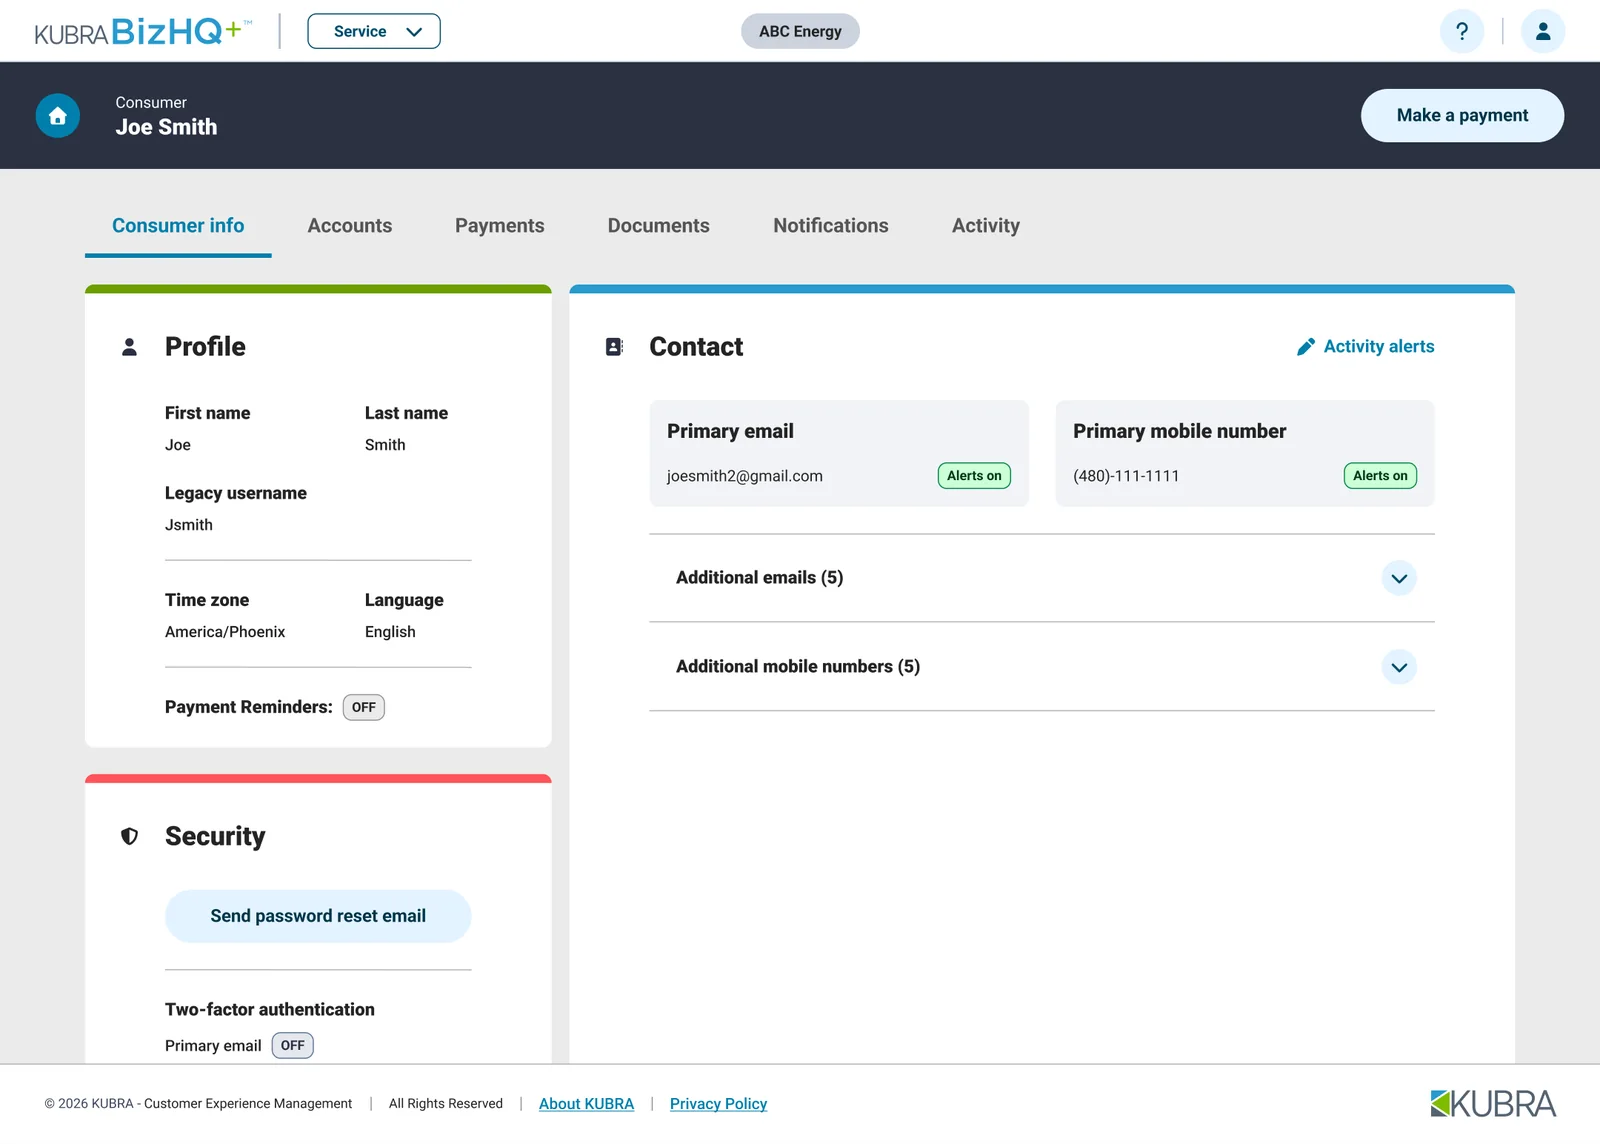 KUBRA BizHQ+™
Service
ABC Energy
?
Consumer
Joe Smith
Make a payment
Consumer info
Accounts
Payments
Documents
Notifications
Activity
Profile
First name
Last name
Joe
Smith
Legacy username
Jsmith
Time zone
Language
America/Phoenix
English
Payment Reminders: OFF
Contact
Activity alerts
Primary email
joesmith2@gmail.com
Alerts on
Primary mobile number
(480)-111-1111
Alerts on
Additional emails (5)
Additional mobile numbers (5)
Security
Send password reset email
Two-factor authentication
Primary email OFF
© 2026 KUBRA - Customer Experience Management | All Rights Reserved | About KUBRA | Privacy Policy
KUBRA